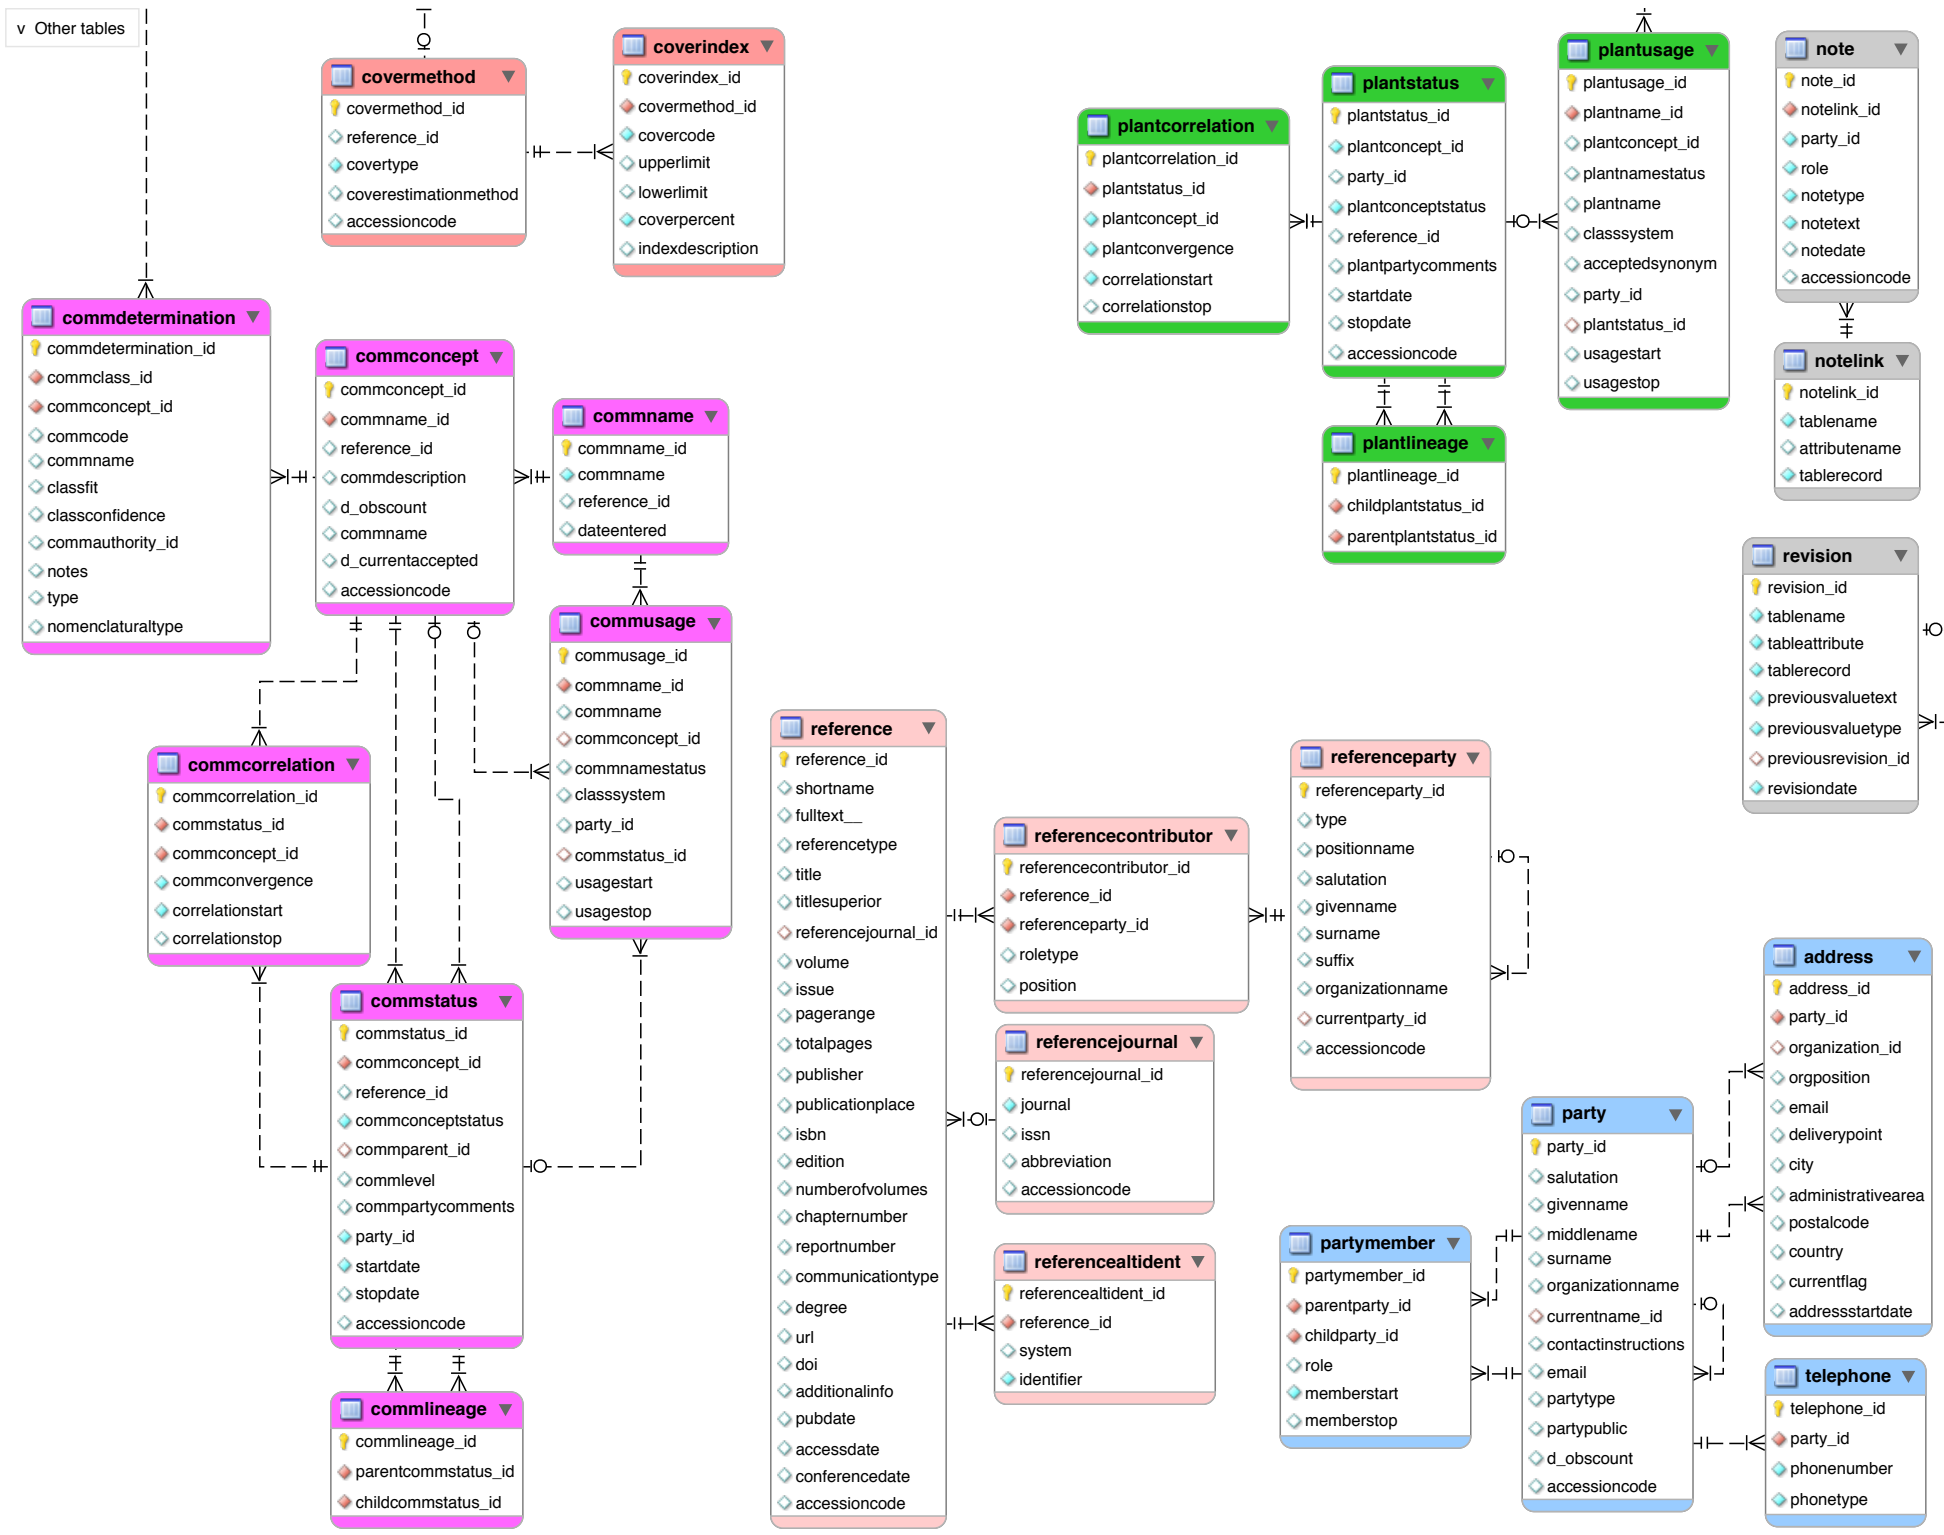 v Other tables
covermethod
covermethod_id
reference_id
covertype
coverestimationmethod
accessioncode
coverindex
coverindex_id
covermethod_id
covercode
upperlimit
lowerlimit
coverpercent
indexdescription
plantcorrelation
plantcorrelation_id
plantstatus_id
plantconcept_id
plantconvergence
correlationstart
correlationstop
plantstatus
plantstatus_id
plantconcept_id
party_id
plantconceptstatus
reference_id
plantpartycomments
startdate
stopdate
accessioncode
plantusage
plantusage_id
plantname_id
plantconcept_id
plantnamestatus
plantname
classsystem
acceptedsynonym
party_id
plantstatus_id
usagestart
usagestop
note
note_id
notelink_id
party_id
role
notetype
notetext
notedate
accessioncode
notelink
notelink_id
tablename
attributename
tablerecord
plantlineage
plantlineage_id
childplantstatus_id
parentplantstatus_id
revision
revision_id
tablename
tableattribute
tablerecord
previousvaluetext
previousvaluetype
previousrevision_id
revisiondate
commdetermination
commdetermination_id
commclass_id
commconcept_id
commcode
commname
classfit
classconfidence
commauthority_id
notes
type
nomenclaturaltype
commconcept
commconcept_id
commname_id
reference_id
commdescription
d_obscount
commname
d_currentaccepted
accessioncode
commname
commname_id
commname
reference_id
dateentered
commusage
commusage_id
commname_id
commname
commconcept_id
commnamestatus
classsystem
party_id
commstatus_id
usagestart
usagestop
commcorrelation
commcorrelation_id
commstatus_id
commconcept_id
commconvergence
correlationstart
correlationstop
commstatus
commstatus_id
commconcept_id
reference_id
commconceptstatus
commparent_id
commlevel
commpartycomments
party_id
startdate
stopdate
accessioncode
commlineage
commlineage_id
parentcommstatus_id
childcommstatus_id
reference
reference_id
shortname
fulltext__
referencetype
title
titlesuperior
referencejournal_id
volume
issue
pagerange
totalpages
publisher
publicationplace
isbn
edition
numberofvolumes
chapternumber
reportnumber
communicationtype
degree
url
doi
additionalinfo
pubdate
accessdate
conferencedate
accessioncode
referencecontributor
referencecontributor_id
reference_id
referenceparty_id
roletype
position
referencejournal
referencejournal_id
journal
issn
abbreviation
accessioncode
referencealtident
referencealtident_id
reference_id
system
identifier
referenceparty
referenceparty_id
type
positionname
salutation
givenname
surname
suffix
organizationname
currentparty_id
accessioncode
partymember
partymember_id
parentparty_id
childparty_id
role
memberstart
memberstop
party
party_id
salutation
givenname
middlename
surname
organizationname
currentname_id
contactinstructions
email
partytype
partypublic
d_obscount
accessioncode
address
address_id
party_id
organization_id
orgposition
email
deliverypoint
city
administrativearea
postalcode
country
currentflag
addressstartdate
telephone
telephone_id
party_id
phonenumber
phonetype